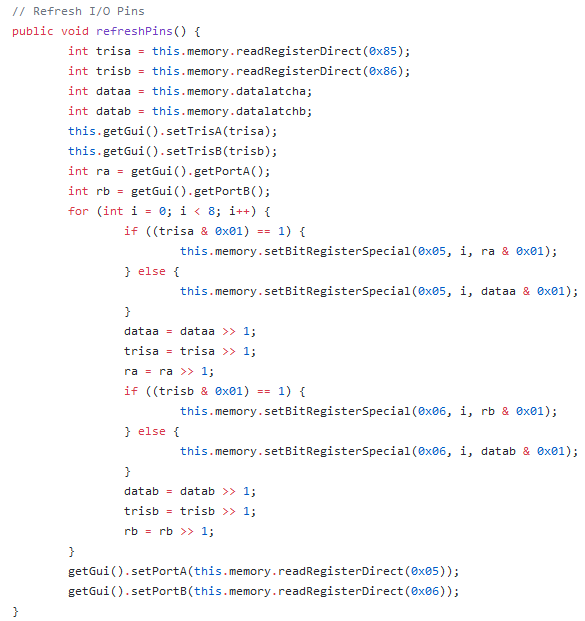 // Refresh I/O Pins
public void refreshPins() {
        int trisa = this.memory.readRegisterDirect(0x85);
        int trisb = this.memory.readRegisterDirect(0x86);
        int dataa = this.memory.datalatcha;
        int datab = this.memory.datalatchb;
        this.getGui().setTrisA(trisa);
        this.getGui().setTrisB(trisb);
        int ra = getGui().getPortA();
        int rb = getGui().getPortB();
        for (int i = 0; i < 8; i++) {
                if ((trisa & 0x01) == 1) {
                        this.memory.setBitRegisterSpecial(0x05, i, ra & 0x01);
                } else {
                        this.memory.setBitRegisterSpecial(0x05, i, dataa & 0x01);
                }
                dataa = dataa >> 1;
                trisa = trisa >> 1;
                ra = ra >> 1;
                if ((trisb & 0x01) == 1) {
                        this.memory.setBitRegisterSpecial(0x06, i, rb & 0x01);
                } else {
                        this.memory.setBitRegisterSpecial(0x06, i, datab & 0x01);
                }
                datab = datab >> 1;
                trisb = trisb >> 1;
                rb = rb >> 1;
        }
        getGui().setPortA(this.memory.readRegisterDirect(0x05));
        getGui().setPortB(this.memory.readRegisterDirect(0x06));
}